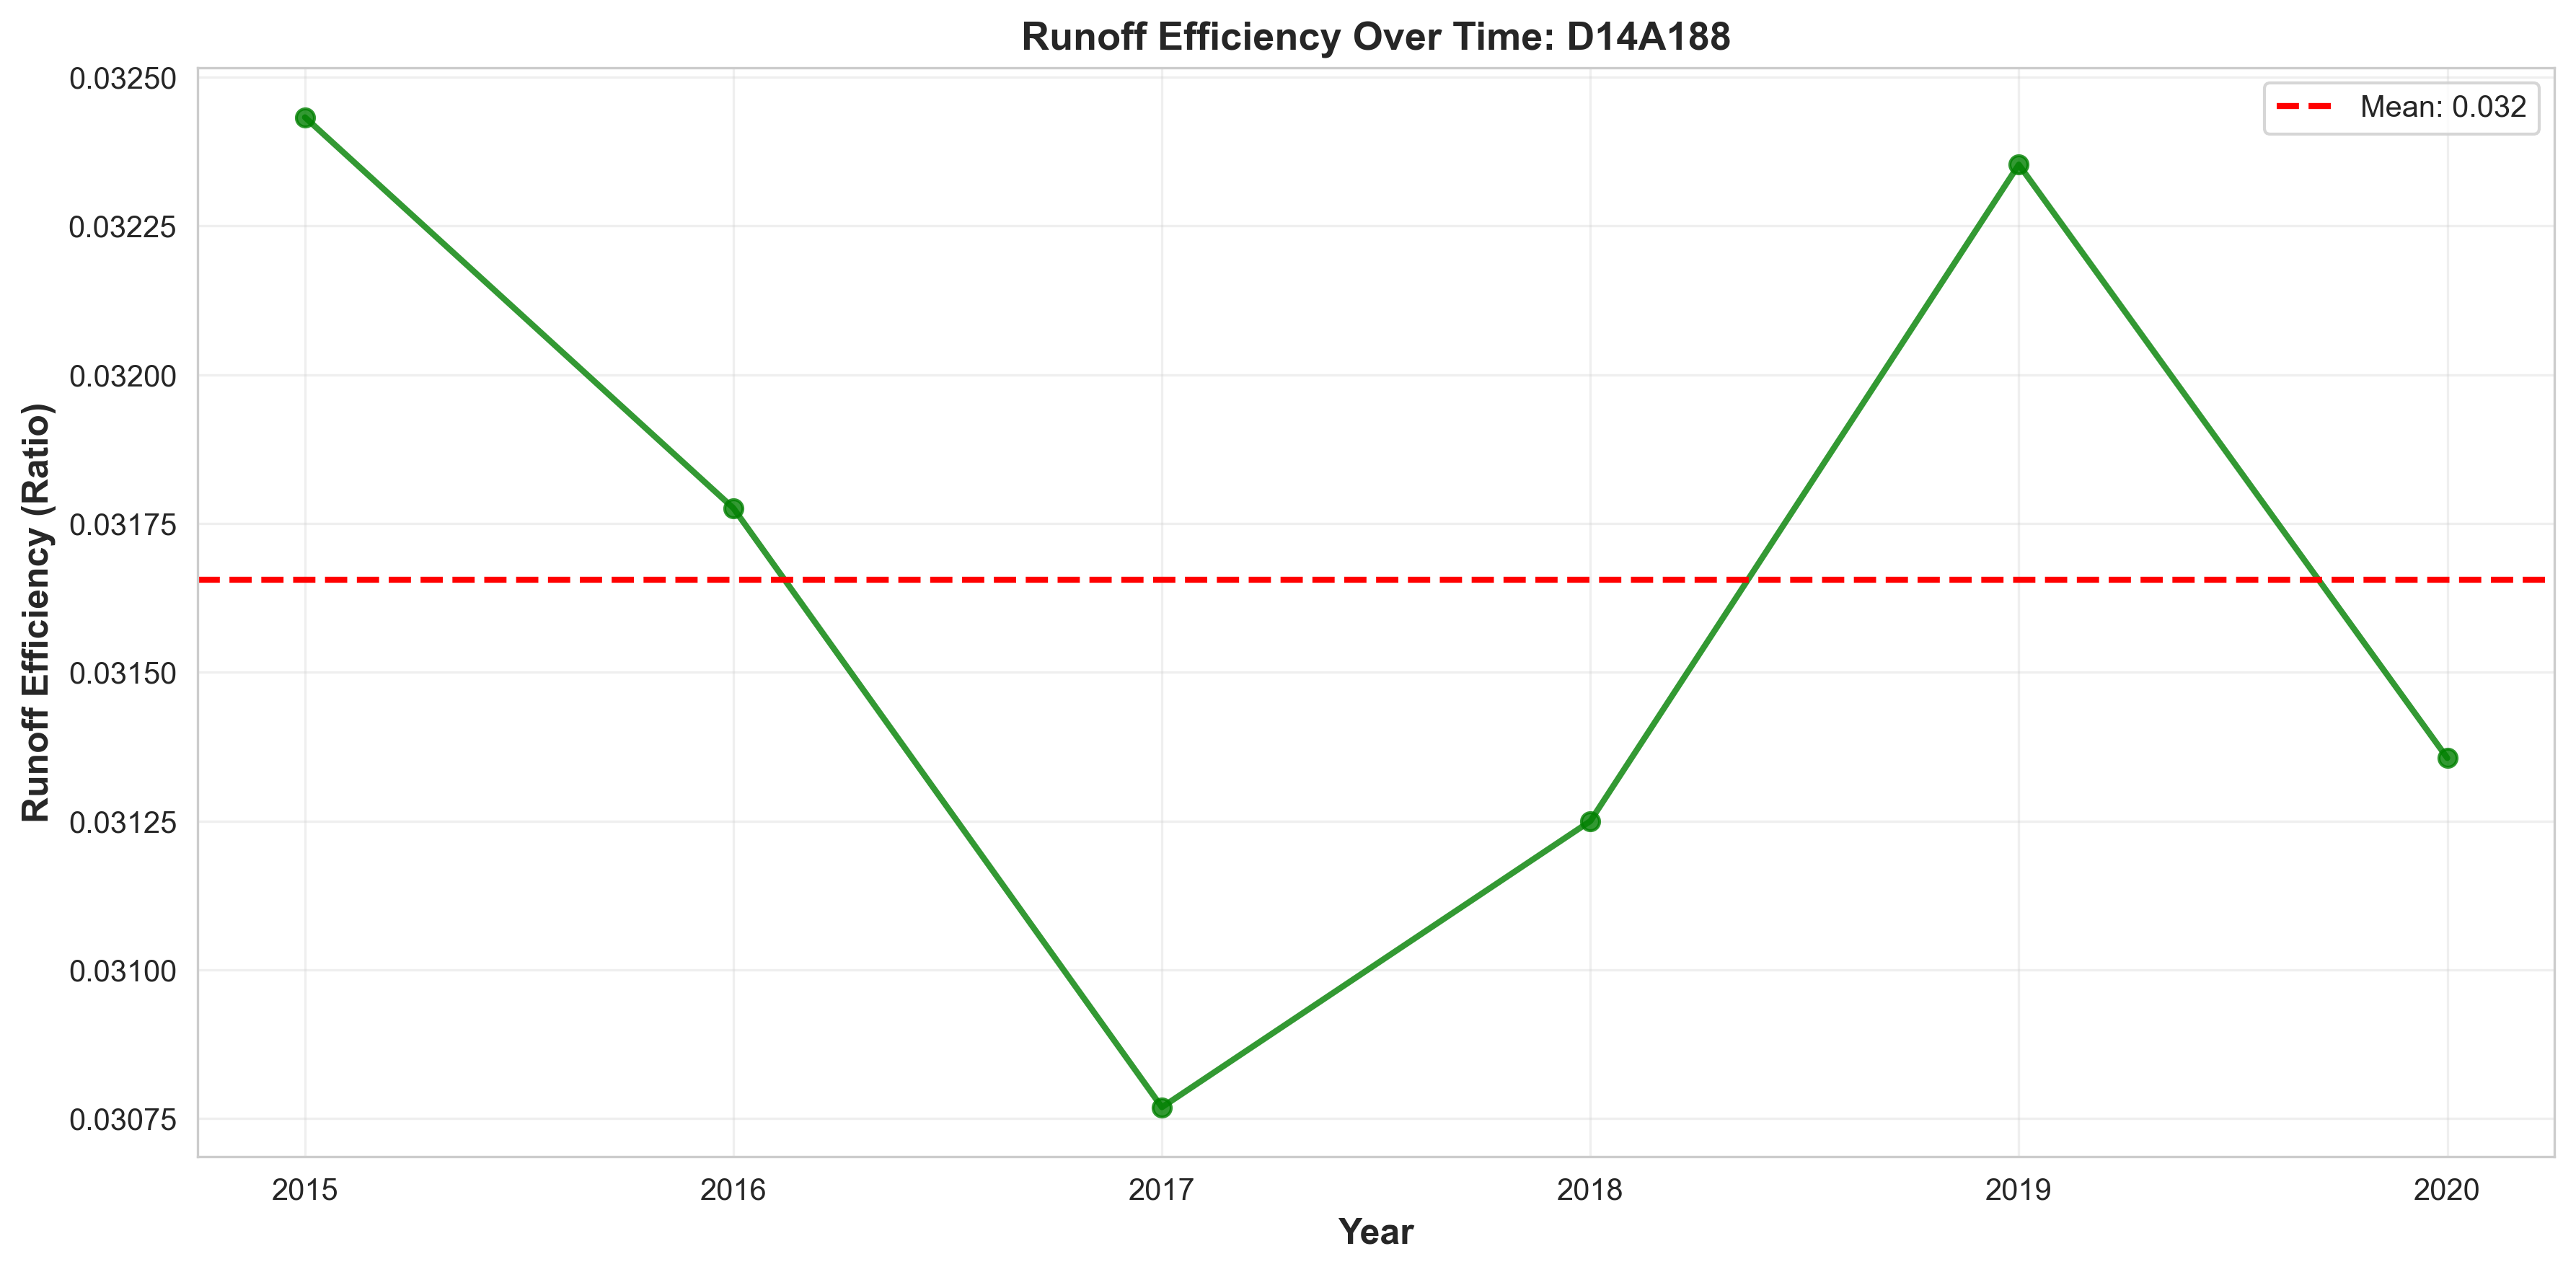 Runoff Efficiency Over Time: D14A188
Mean: 0.032
Runoff Efficiency (Ratio)
0.03250
0.03225
0.03200
0.03175
0.03150
0.03125
0.03100
0.03075
2015 2016 2017 2018 2019 2020
Year